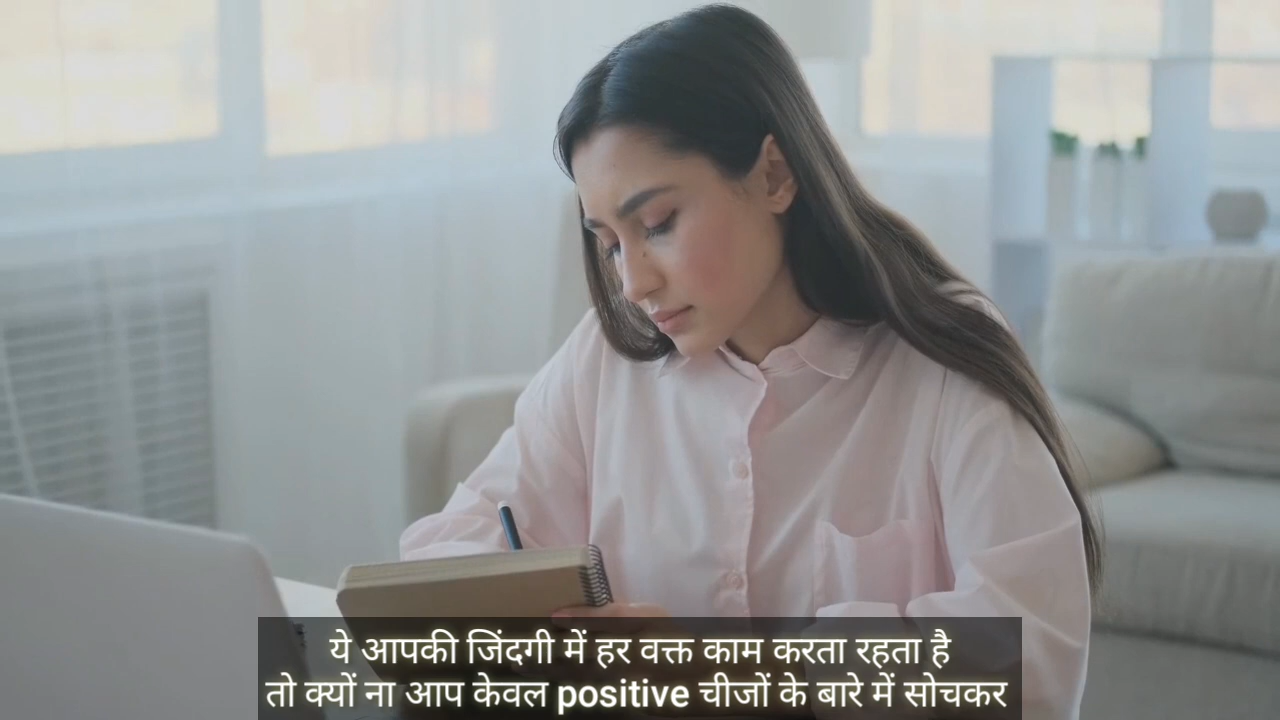 ये आपकी जिंदगी में हर वक्त काम करता रहता है
तो क्यों ना आप केवल positive चीजों के बारे में सोचकर